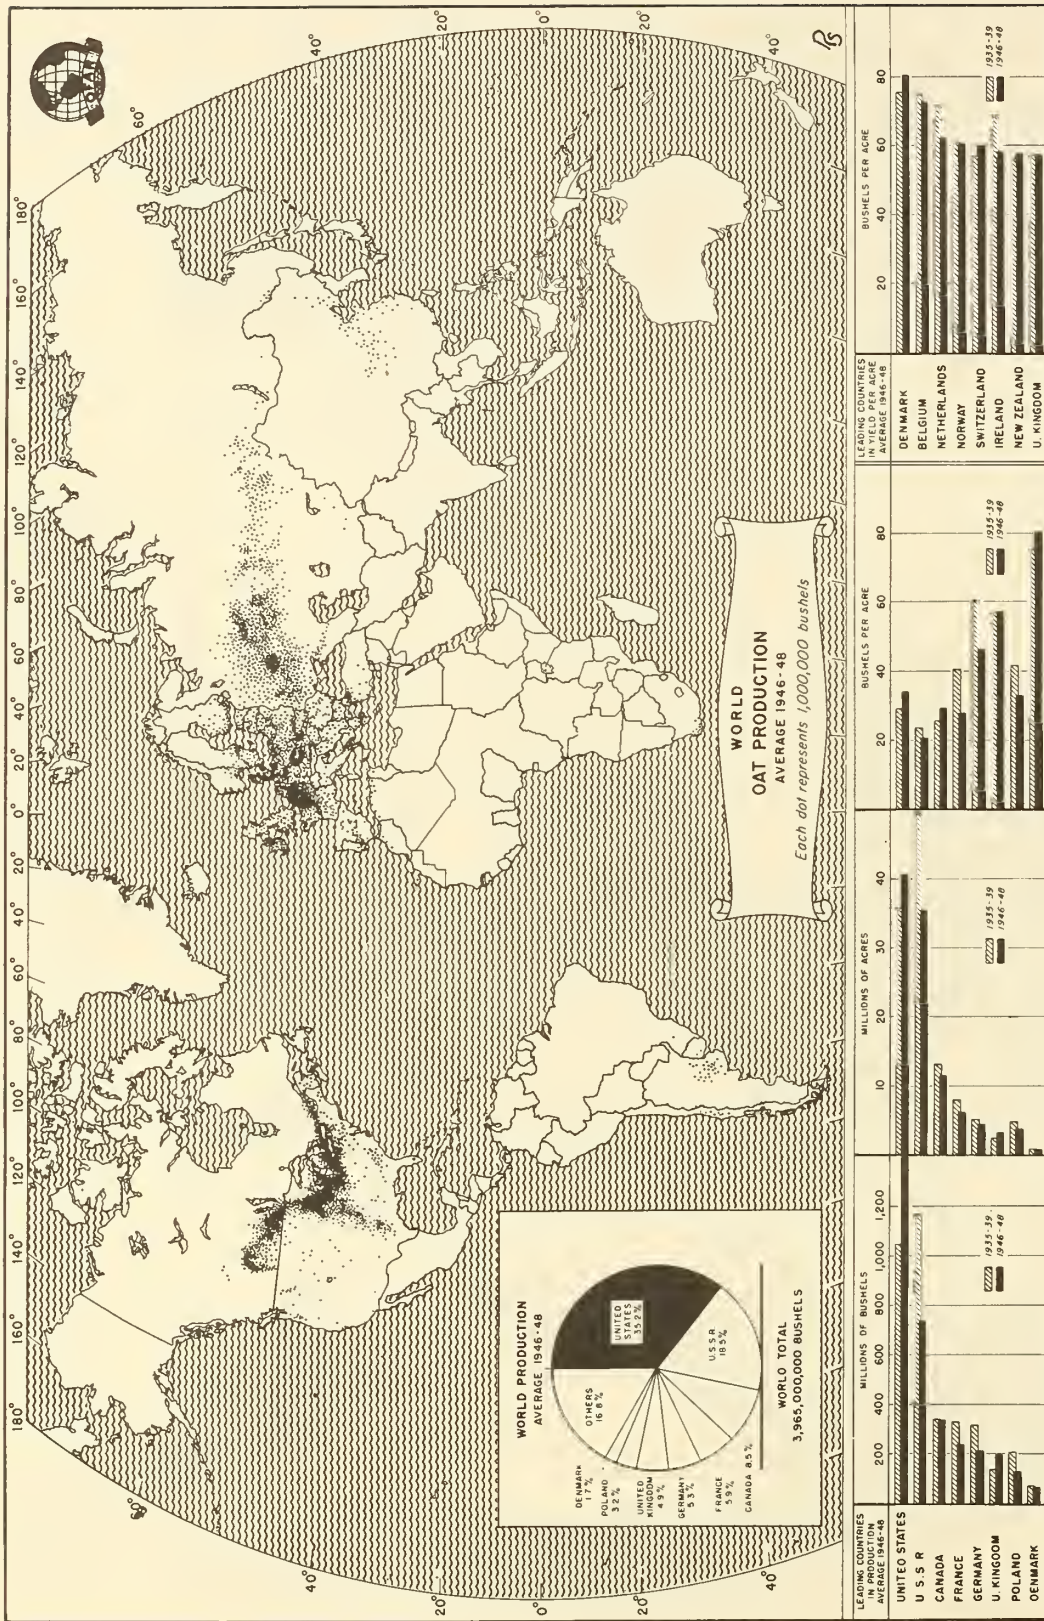 OFAR
180°
160°
140°
120°
100°
80°
60°
40°
20°
0°
20°
40°
60°
80°
100°
120°
140°
160°
180°
60°
60°
40°
40°
20°
20°
0°
0°
20°
20°
40°
40°
WORLD
OAT PRODUCTION
AVERAGE 1946-48
Each dot represents 1,000,000 bushels
WORLD PRODUCTION
AVERAGE 1946-48
UNITED
STATES
35.2%
U.S.S.R
18.5%
CANADA 8.5%
FRANCE
5.9%
GERMANY
5.3%
UNITED
KINGDOM
4.9%
POLAND
3.2%
DENMARK
1.7%
OTHERS
16.8%
WORLD TOTAL
3,965,000,000 BUSHELS
LEADING COUNTRIES
IN PRODUCTION
AVERAGE 1946-48
UNITED STATES
U S S R
CANADA
FRANCE
GERMANY
U. KINGDOM
POLAND
DENMARK
MILLIONS OF BUSHELS
200
400
600
800
1,000
1,200
1935-39
1946-48
MILLIONS OF ACRES
10
20
30
40
1935-39
1946-48
BUSHELS PER ACRE
20
40
60
80
1935-39
1946-48
LEADING COUNTRIES
IN YIELD PER ACRE
AVERAGE 1946-48
DENMARK
BELGIUM
NETHERLANDS
NORWAY
SWITZERLAND
IRELAND
NEW ZEALAND
U. KINGDOM
BUSHELS PER ACRE
20
40
60
80
1935-39
1946-48